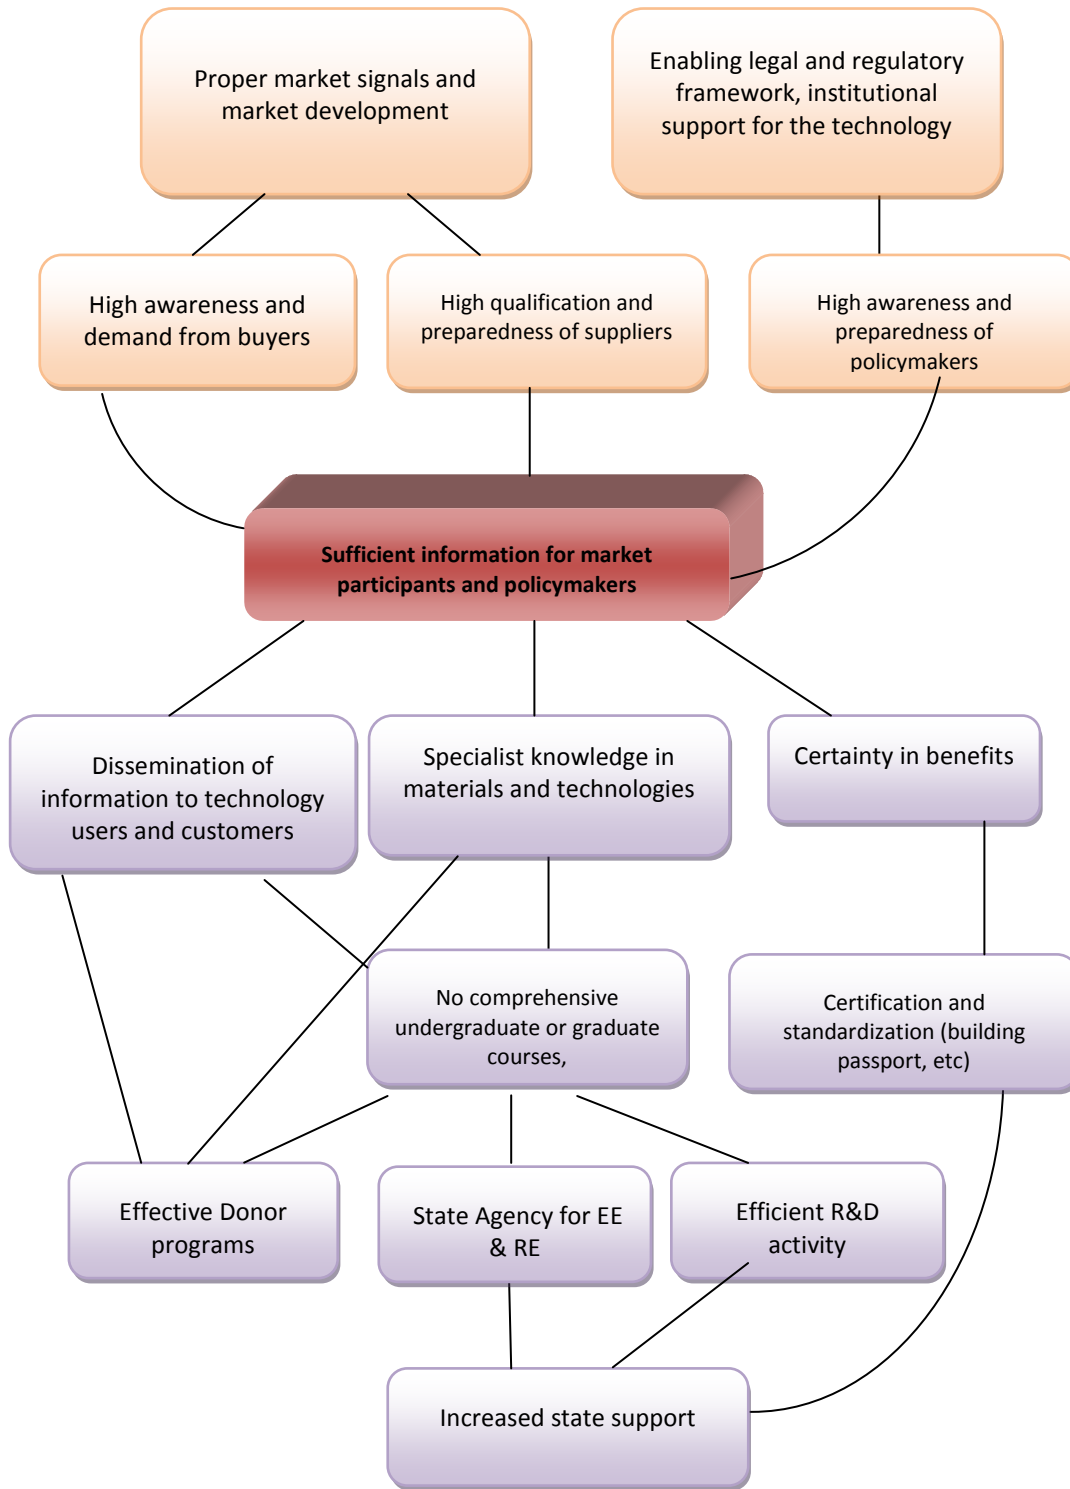 Proper market signals and
market development
Enabling legal and regulatory
framework, institutional
support for the technology
High awareness and
demand from buyers
High qualification and
preparedness of suppliers
High awareness and
preparedness of
policymakers
Sufficient information for market
participants and policymakers
Dissemination of
information to technology
users and customers
Specialist knowledge in
materials and technologies
Certainty in benefits
No comprehensive
undergraduate or graduate
courses,
Certification and
standardization (building
passport, etc)
Effective Donor
programs
State Agency for EE
& RE
Efficient R&D
activity
Increased state support